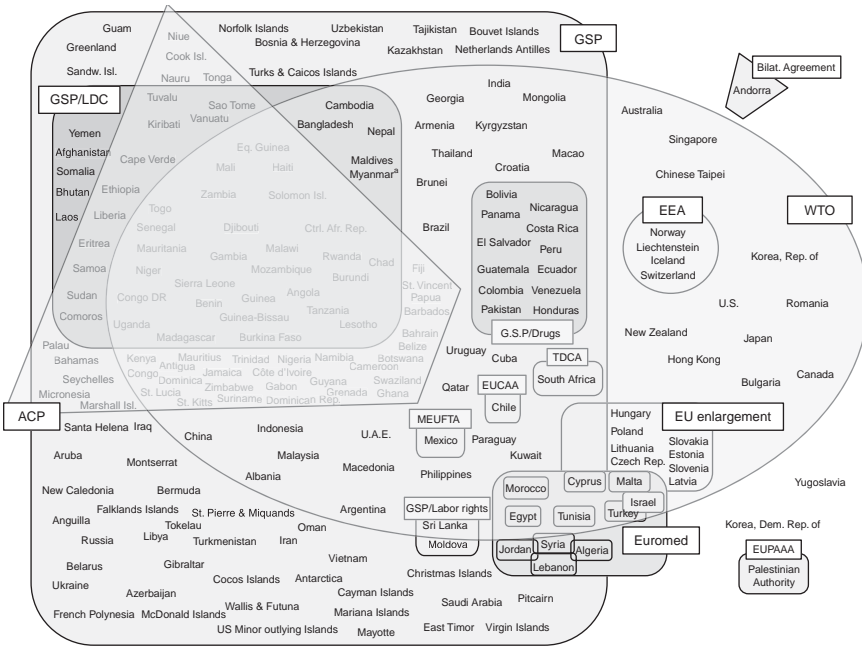 Guam
Norfolk Islands
Uzbekistan
Tajikistan
Bouvet Islands
GSP
Niue
Bosnia & Herzegovina
Greenland
Kazakhstan
Netherlands Antilles
Cook Isl.
Bilat. Agreement
Sandw. Isl.
Nauru
Tonga
Turks & Caicos Islands
India
Andorra
GSP/LDC
Tuvalu
Sao Tome
Cambodia
Georgia
Mongolia
Australia
Kiribati
Vanuatu
Bangladesh
Nepal
Armenia
Kyrgyzstan
Yemen
Singapore
Eq. Guinea
Afghanistan
Cape Verde
Maldives
Thailand
Macao
Somalia
Mali
Haiti
Myanmarᵃ
Croatia
Chinese Taipei
Bhutan
Ethiopia
Zambia
Solomon Isl.
Brunei
Bolivia
Laos
Liberia
Togo
Panama
Nicaragua
EEA
WTO
Senegal
Djibouti
Ctrl. Afr. Rep.
Brazil
Costa Rica
Norway
Eritrea
Mauritania
Malawi
El Salvador
Peru
Liechtenstein
Gambia
Rwanda
Chad
Iceland
Korea, Rep. of
Samoa
Niger
Mozambique
Fiji
Guatemala
Ecuador
Switzerland
Sierra Leone
Burundi
St. Vincent
Sudan
Congo DR
Guinea
Angola
Papua
Colombia
Venezuela
U.S.
Romania
Benin
Tanzania
Barbados
Pakistan
Honduras
Comoros
Guinea-Bissau
Uganda
Lesotho
G.S.P/Drugs
New Zealand
Madagascar
Burkina Faso
Bahrain
Japan
Palau
Belize
Uruguay
Cuba
TDCA
Hong Kong
Bahamas
Kenya
Mauritius
Trinidad
Nigeria
Namibia
Botswana
Congo
Antigua
Jamaica
Côte d'Ivoire
Cameroon
South Africa
Canada
Seychelles
Dominica
Zimbabwe
Gabon
Guyana
Swaziland
Qatar
EUCAA
Bulgaria
Micronesia
St. Lucia
Grenada
Ghana
St. Kitts
Suriname
Dominican Rep.
Marshall Isl.
Chile
ACP
Hungary
EU enlargement
Santa Helena
Iraq
China
Indonesia
U.A.E.
MEUFTA
Poland
Mexico
Paraguay
Lithuania
Slovakia
Aruba
Montserrat
Malaysia
Kuwait
Czech Rep.
Estonia
Albania
Macedonia
Slovenia
Philippines
Cyprus
Malta
Latvia
New Caledonia
Bermuda
Morocco
Yugoslavia
Falklands Islands
St. Pierre & Miquands
Argentina
GSP/Labor rights
Israel
Anguilla
Tokelau
Oman
Sri Lanka
Egypt
Tunisia
Turkey
Korea, Dem. Rep. of
Russia
Libya
Turkmenistan
Iran
Moldova
Jordan
Syria
Algeria
Euromed
EUPAAA
Belarus
Gibraltar
Vietnam
Lebanon
Palestinian
Authority
Ukraine
Cocos Islands
Antarctica
Christmas Islands
Azerbaijan
Cayman Islands
French Polynesia
McDonald Islands
Wallis & Futuna
Mariana Islands
Saudi Arabia
Pitcairn
US Minor outlying Islands
Mayotte
East Timor
Virgin Islands